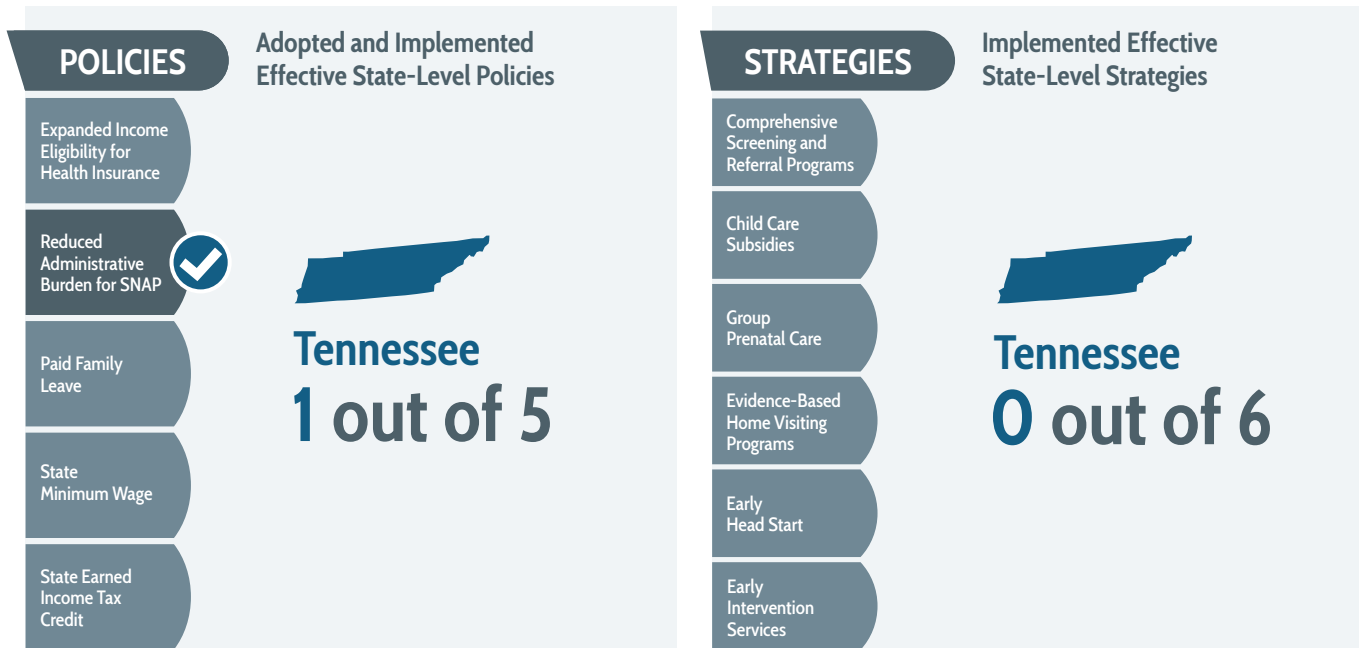 POLICIES
Adopted and Implemented
Effective State-Level Policies
Expanded Income
Eligibility for
Health Insurance
Reduced
Administrative
Burden for SNAP
Paid Family
Leave
State
Minimum Wage
State Earned
Income Tax
Credit
Tennessee
1 out of 5
STRATEGIES
Implemented Effective
State-Level Strategies
Comprehensive
Screening and
Referral Programs
Child Care
Subsidies
Group
Prenatal Care
Evidence-Based
Home Visiting
Programs
Early
Head Start
Early
Intervention
Services
Tennessee
0 out of 6